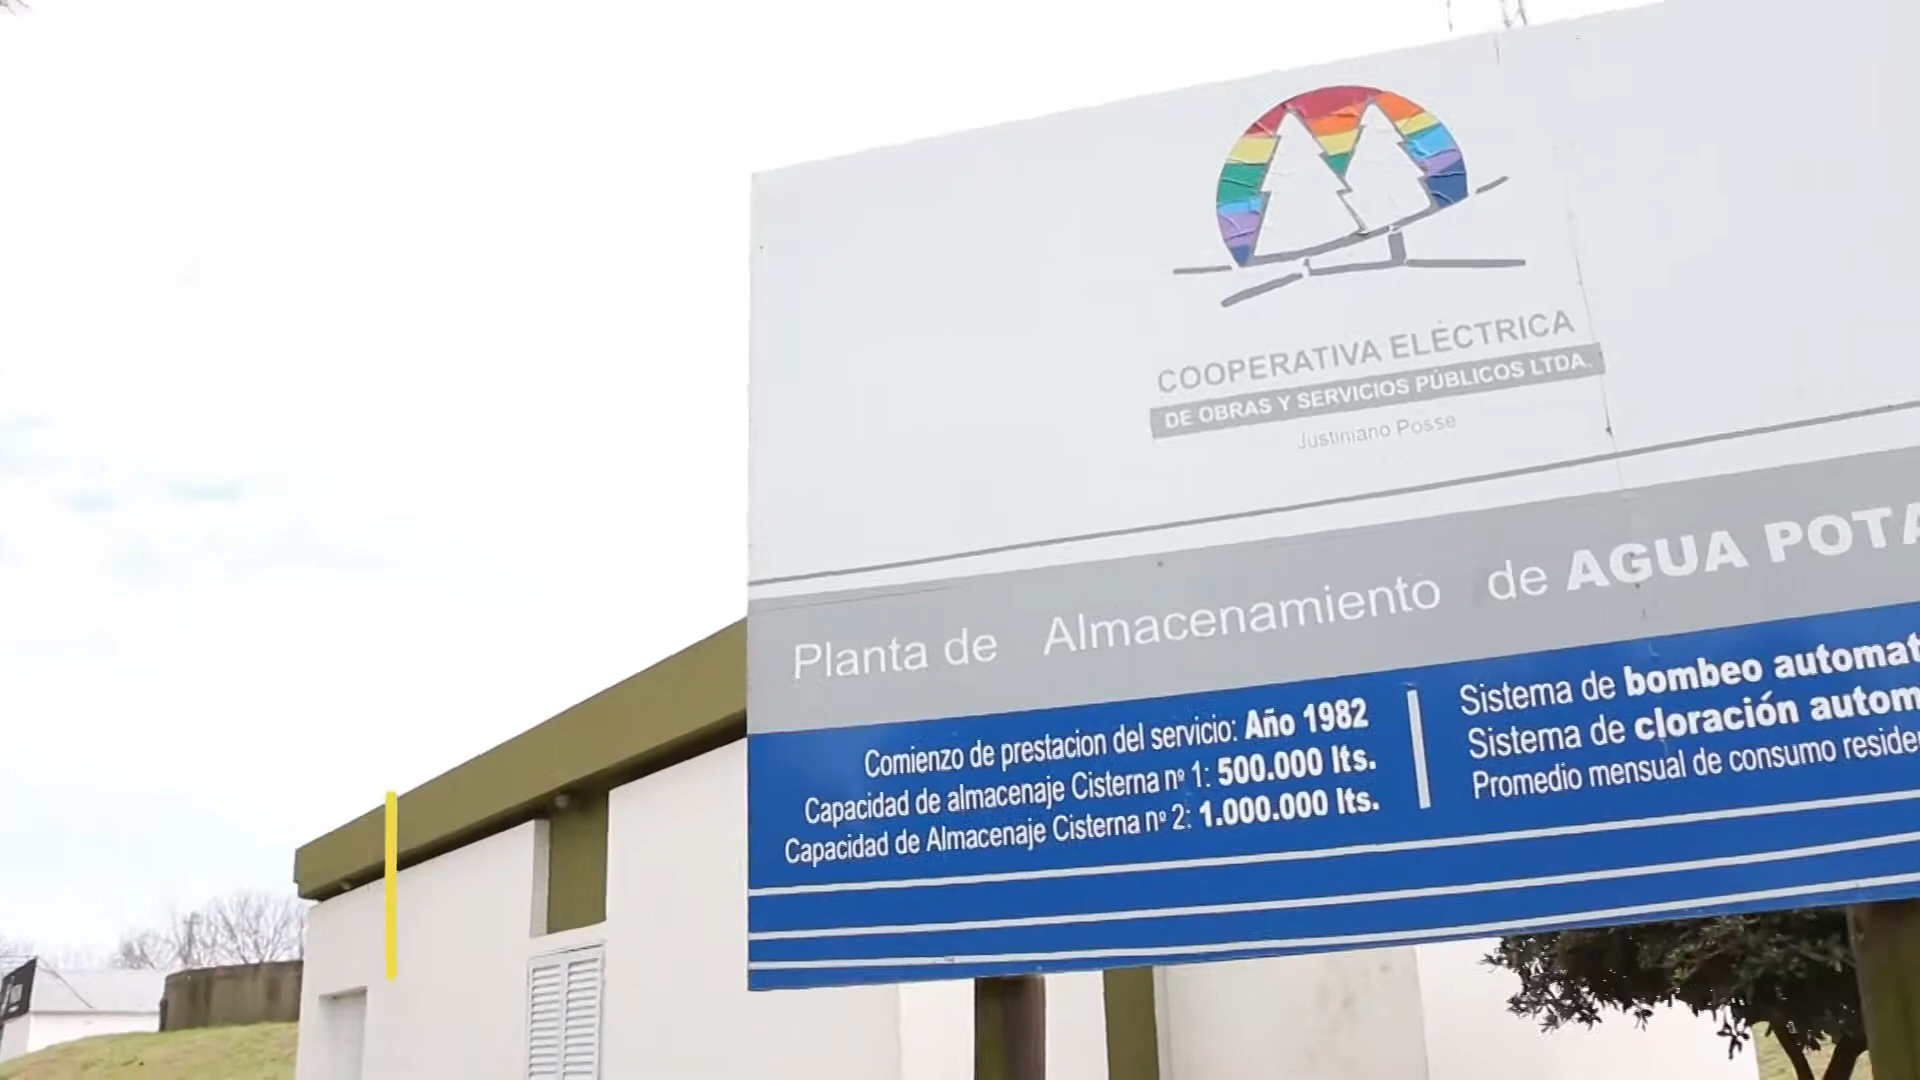 COOPERATIVA ELÉCTRICA
DE OBRAS Y SERVICIOS PÚBLICOS LTDA.
Justiniano Posse
Planta de Almacenamiento de AGUA POTA
Comienzo de prestacion del servicio: Año 1982
Capacidad de almacenaje Cisterna nº 1: 500.000 lts.
Capacidad de Almacenaje Cisterna nº 2: 1.000.000 lts.
Sistema de bombeo automat
Sistema de cloración autom
Promedio mensual de consumo reside